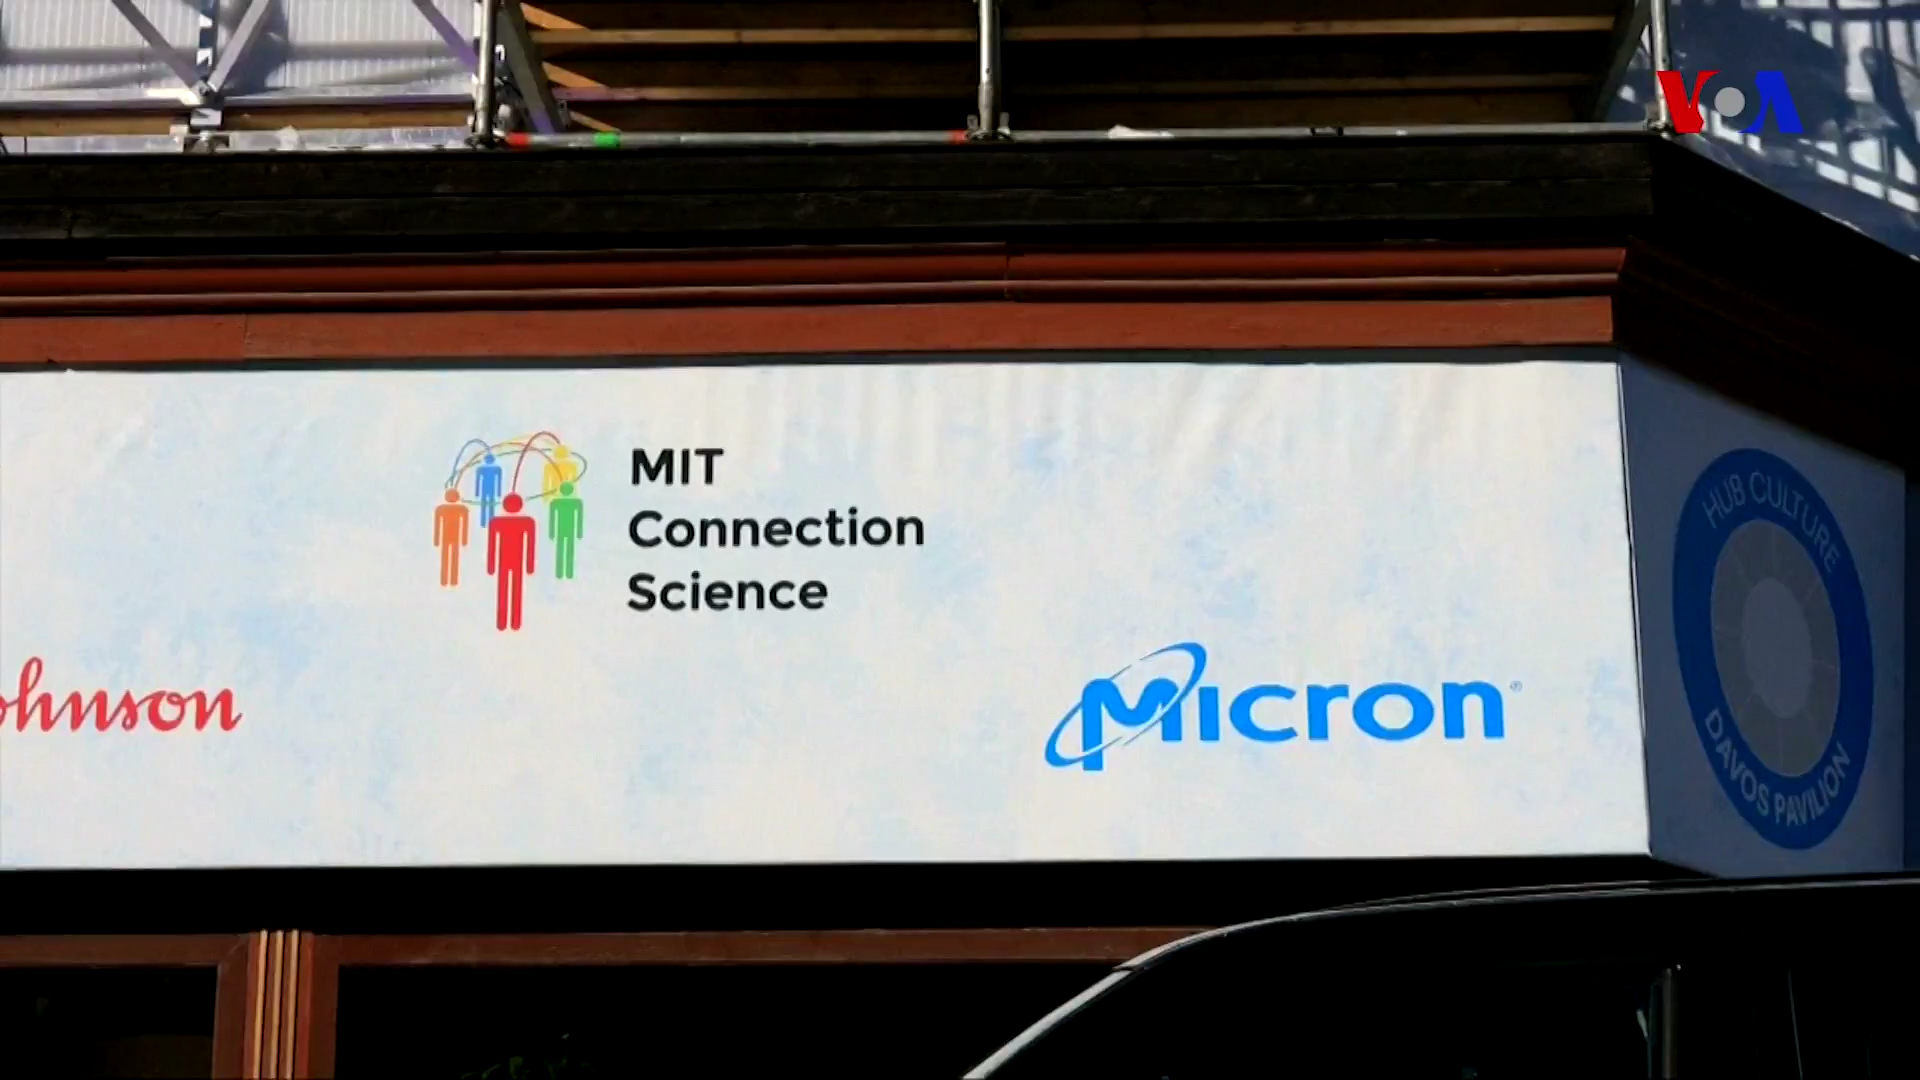 VOA
MIT
Connection
Science
ohnson
Micron®
HUB CULTURE
DAVOS PAVILION